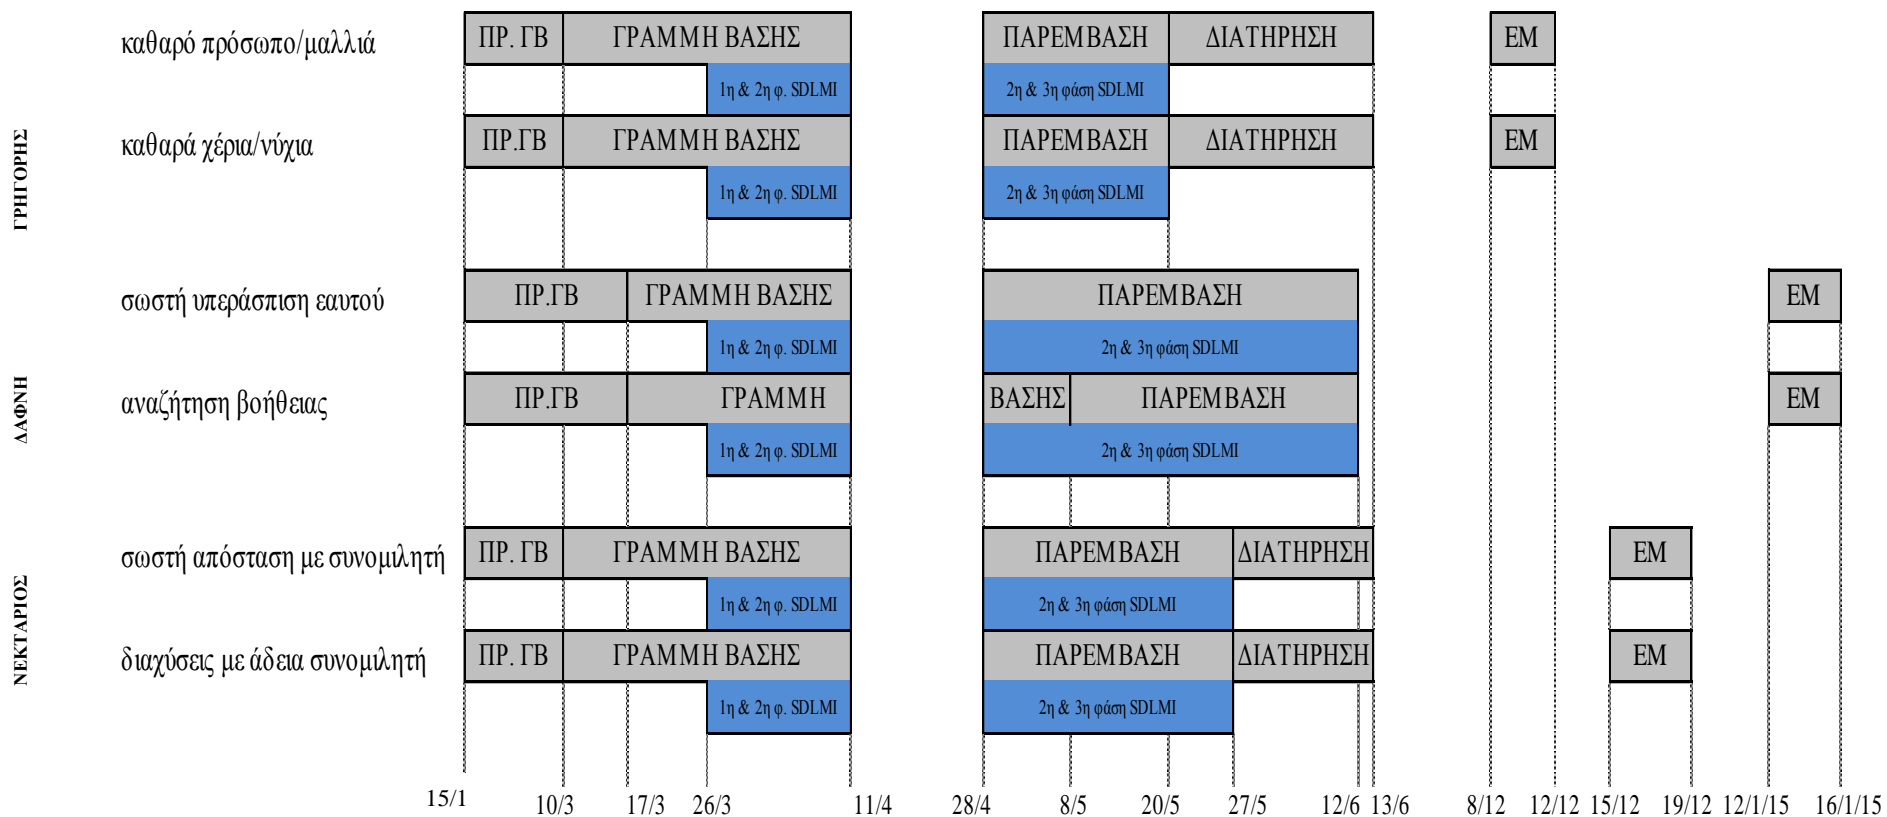 καθαρό πρόσωπο/μαλλιά ΠΡ. ΓΒ ΓΡΑΜΜΗ ΒΑΣΗΣ ΠΑΡΕΜΒΑΣΗ ΔΙΑΤΗΡΗΣΗ ΕΜ
1η & 2η φ. SDLMI 2η & 3η φάση SDLMI
ΓΡΗΓΟΡΗΣ
καθαρά χέρια/νύχια ΠΡ.ΓΒ ΓΡΑΜΜΗ ΒΑΣΗΣ ΠΑΡΕΜΒΑΣΗ ΔΙΑΤΗΡΗΣΗ ΕΜ
1η & 2η φ. SDLMI 2η & 3η φάση SDLMI
σωστή υπεράσπιση εαυτού ΠΡ.ΓΒ ΓΡΑΜΜΗ ΒΑΣΗΣ ΠΑΡΕΜΒΑΣΗ ΕΜ
1η & 2η φ. SDLMI 2η & 3η φάση SDLMI
ΔΑΦΝΗ
αναζήτηση βοήθειας ΠΡ.ΓΒ ΓΡΑΜΜΗ ΒΑΣΗΣ ΠΑΡΕΜΒΑΣΗ ΕΜ
1η & 2η φ. SDLMI 2η & 3η φάση SDLMI
σωστή απόσταση με συνομιλητή ΠΡ. ΓΒ ΓΡΑΜΜΗ ΒΑΣΗΣ ΠΑΡΕΜΒΑΣΗ ΔΙΑΤΗΡΗΣΗ ΕΜ
1η & 2η φ. SDLMI 2η & 3η φάση SDLMI
ΝΕΚΤΑΡΙΟΣ
διαχύσεις με άδεια συνομιλητή ΠΡ. ΓΒ ΓΡΑΜΜΗ ΒΑΣΗΣ ΠΑΡΕΜΒΑΣΗ ΔΙΑΤΗΡΗΣΗ ΕΜ
1η & 2η φ. SDLMI 2η & 3η φάση SDLMI
15/1 10/3 17/3 26/3 11/4 28/4 8/5 20/5 27/5 12/6 13/6 8/12 12/12 15/12 19/12 12/1/15 16/1/15